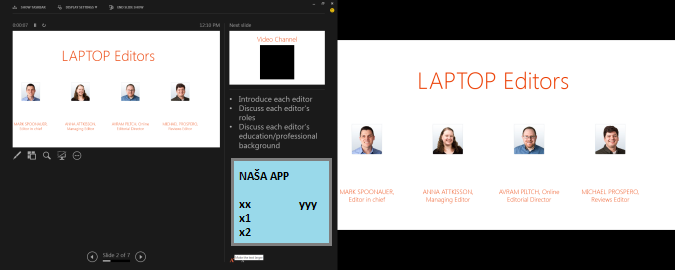 SHOW TASKBAR
DISPLAY SETTINGS
END SLIDE SHOW
0:00:07
12:10 PM
LAPTOP Editors
MARK SPOONAUER,
Editor in chief
ANNA ATTKISSON,
Managing Editor
AVRAM PILTCH, Online
Editorial Director
MICHAEL PROSPERO,
Reviews Editor
Slide 2 of 7
Next slide
Video Channel
• Introduce each editor
• Discuss each editor's
roles
• Discuss each editor's
education/professional
background
NAŠA APP
xx yyy
x1
x2
Make the text larger
LAPTOP Editors
MARK SPOONAUER,
Editor in chief
ANNA ATTKISSON,
Managing Editor
AVRAM PILTCH, Online
Editorial Director
MICHAEL PROSPERO,
Reviews Editor